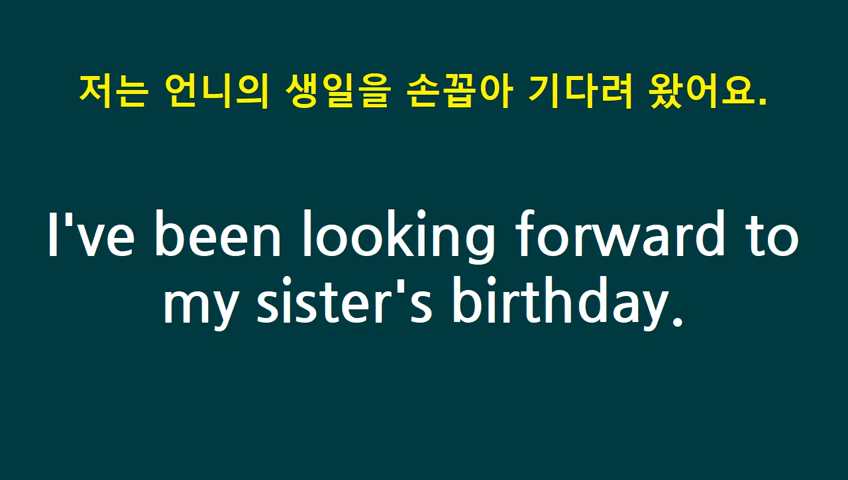 저는 언니의 생일을 손꼽아 기다려 왔어요.
I've been looking forward to
my sister's birthday.